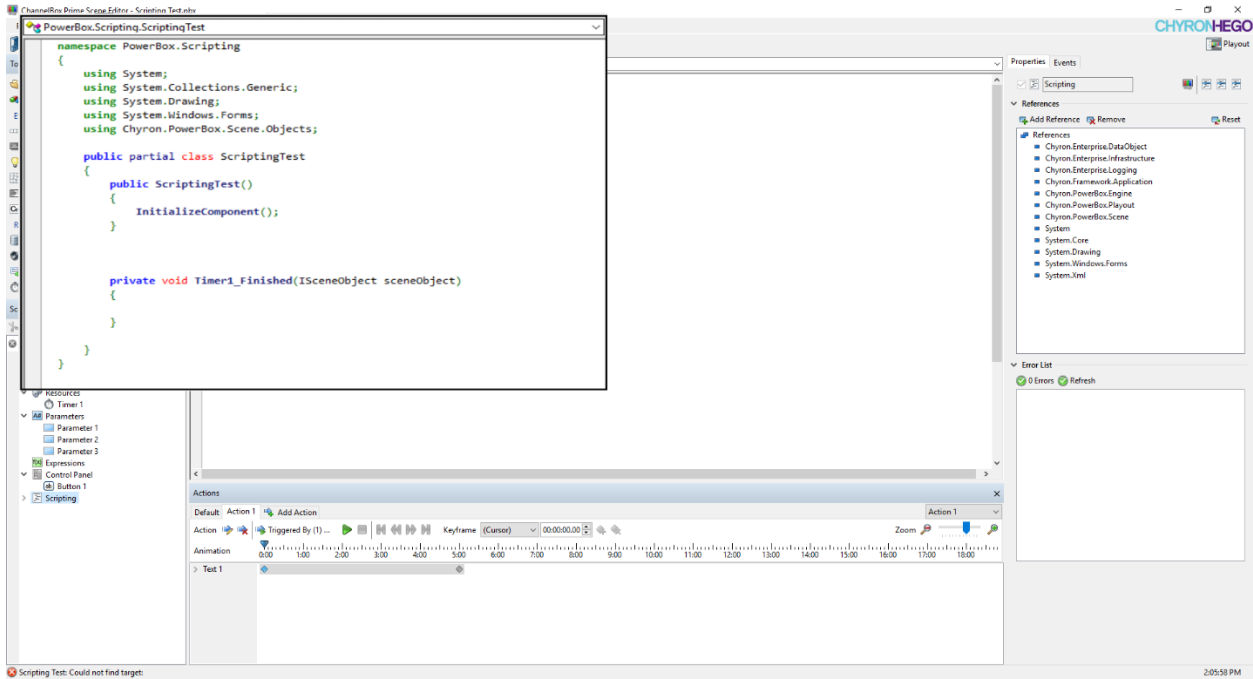 ChannelBox Prime Scene Editor - Scripting Test.pbx
CHYRONHEGO
Playout
PowerBox.Scripting.ScriptingTest
namespace PowerBox.Scripting
{
using System;
using System.Collections.Generic;
using System.Drawing;
using System.Windows.Forms;
using Chyron.PowerBox.Scene.Objects;
public partial class ScriptingTest
{
public ScriptingTest()
{
InitializeComponent();
}
private void Timer1_Finished(ISceneObject sceneObject)
{
}
}
}
To
Sc
Resources
Timer 1
Parameters
Parameter 1
Parameter 2
Parameter 3
Expressions
Control Panel
Button 1
Scripting
Properties Events
Scripting
References
Add Reference Remove Reset
References
Chyron.Enterprise.DataObject
Chyron.Enterprise.Infrastructure
Chyron.Enterprise.Logging
Chyron.Framework.Application
Chyron.PowerBox.Engine
Chyron.PowerBox.Playout
Chyron.PowerBox.Scene
System
System.Core
System.Drawing
System.Windows.Forms
System.Xml
Error List
0 Errors Refresh
Actions
Default Action 1 Add Action Action 1
Action Triggered By (1) ... Keyframe (Cursor) 00:00:00.00 Zoom
Animation 0:00 1:00 2:00 3:00 4:00 5:00 6:00 7:00 8:00 9:00 10:00 11:00 12:00 13:00 14:00 15:00 16:00 17:00 18:00
Text 1
Scripting Test: Could not find target: 2:05:58 PM